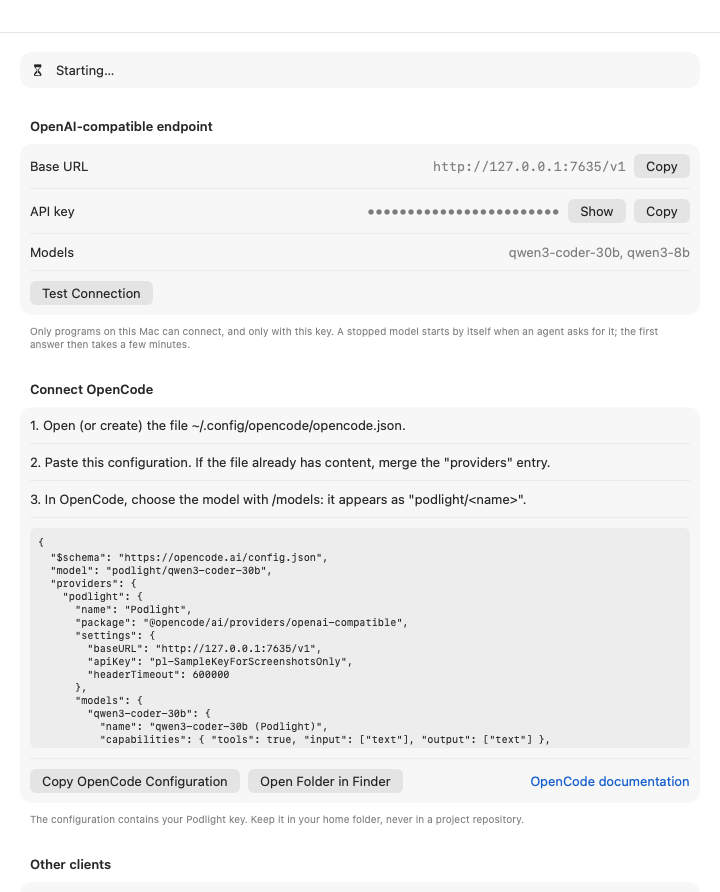 Starting...
OpenAI-compatible endpoint
Base URL http://127.0.0.1:7635/v1 Copy
API key •••••••••••••••••••••••• Show Copy
Models qwen3-coder-30b, qwen3-8b
Test Connection
Only programs on this Mac can connect, and only with this key. A stopped model starts by itself when an agent asks for it; the first
answer then takes a few minutes.
Connect OpenCode
1. Open (or create) the file ~/.config/opencode/opencode.json.
2. Paste this configuration. If the file already has content, merge the "providers" entry.
3. In OpenCode, choose the model with /models: it appears as "podlight/<name>".
{
  "$schema": "https://opencode.ai/config.json",
  "model": "podlight/qwen3-coder-30b",
  "providers": {
    "podlight": {
      "name": "Podlight",
      "package": "@opencode/ai/providers/openai-compatible",
      "settings": {
        "baseURL": "http://127.0.0.1:7635/v1",
        "apiKey": "pl-SampleKeyForScreenshotsOnly",
        "headerTimeout": 600000
      },
      "models": {
        "qwen3-coder-30b": {
          "name": "qwen3-coder-30b (Podlight)",
          "capabilities": { "tools": true, "input": ["text"], "output": ["text"] },
Copy OpenCode Configuration Open Folder in Finder OpenCode documentation
The configuration contains your Podlight key. Keep it in your home folder, never in a project repository.
Other clients